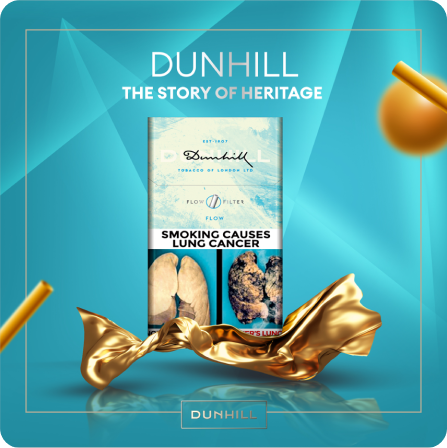 DUNHILL
THE STORY OF HERITAGE
EST·1907
Dunhill
TOBACCO OF LONDON LTD
FLOW FILTER
FLOW
SMOKING CAUSES
LUNG CANCER
DUNHILL